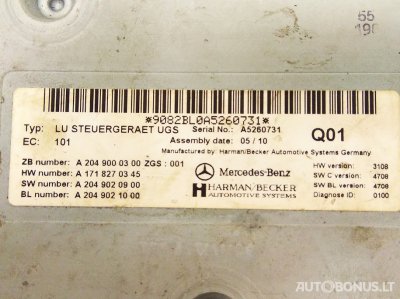 55
190
*9082BL0A5260731*
Typ: LU STEUERGERAET UGS Serial No.: A5260731 Q01
EC: 101 Assembly date: 05 / 10
Manufactured by Harman/Becker Automotive Systems Germany
ZB number: A 204 900 03 00 ZGS : 001 HW version: 3108
HW number: A 171 827 03 45 Mercedes-Benz SW C version: 4708
SW number: A 204 902 09 00 HARMAN/BECKER SW BL version: 4708
BL number: A 204 902 10 00 AUTOMOTIVE SYSTEMS Diagnose ID: 0100
AUTOBONUS.LT